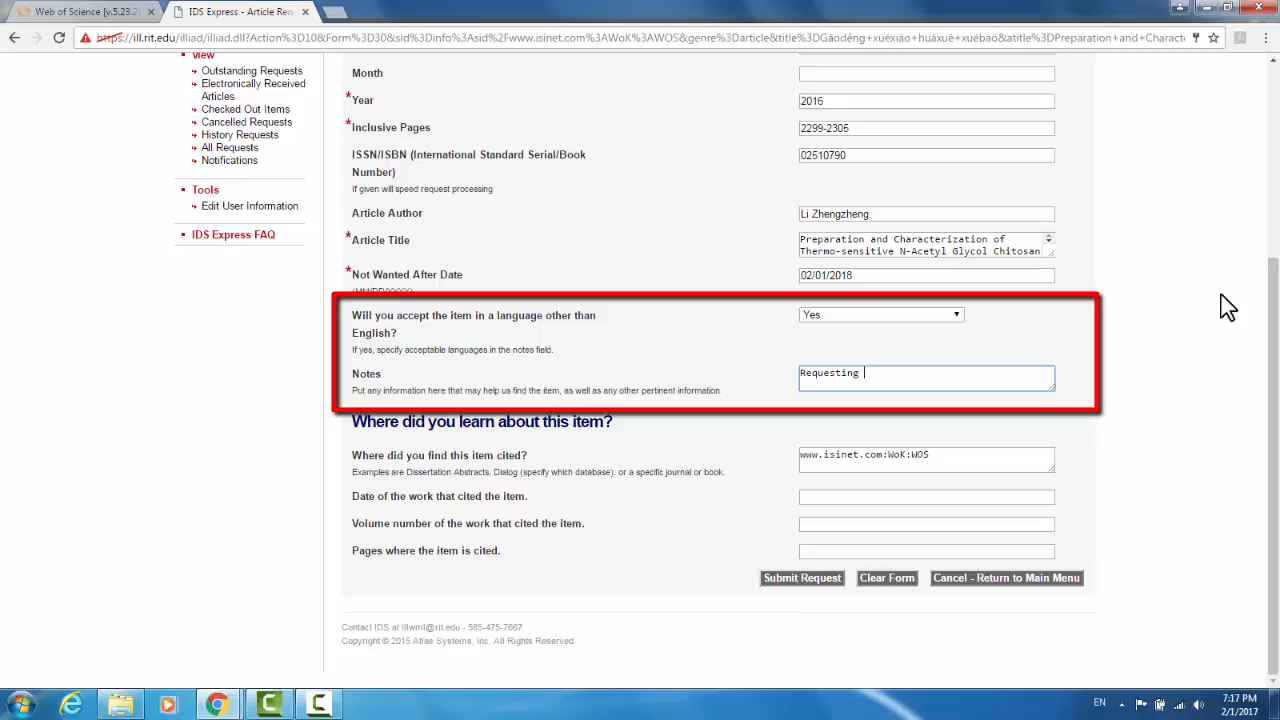 Web of Science [v.5.23.2
IDS Express - Article Req
https://ill.rit.edu/illiad/illiad.dll?Action%3D10&Form%3D30&sid%3Dinfo%3Asid%2Fwww.isinet.com%3AWoK%3AWOS&genre%3Darticle&title%3DGāoděng+xuéxiào+huàxué+xuébaò&atitle%3DPreparation+and+Charact
View
Outstanding Requests
Electronically Received
Articles
Checked Out Items
Cancelled Requests
History Requests
All Requests
Notifications
Tools
Edit User Information
IDS Express FAQ
Month
*Year
2016
*Inclusive Pages
2299-2305
ISSN/ISBN (International Standard Serial/Book
Number)
02510790
If given will speed request processing
Article Author
Li Zhengzheng,
*Article Title
Preparation and Characterization of
Thermo-sensitive N-Acetyl Glycol Chitosan
*Not Wanted After Date
02/01/2018
Will you accept the item in a language other than
English?
Yes
If yes, specify acceptable languages in the notes field.
Notes
Requesting
Put any information here that may help us find the item, as well as any other pertinent information.
Where did you learn about this item?
Where did you find this item cited?
www.isinet.com:WoK:WOS
Examples are Dissertation Abstracts, Dialog (specify which database), or a specific journal or book.
Date of the work that cited the item.
Volume number of the work that cited the item.
Pages where the item is cited.
Submit Request
Clear Form
Cancel - Return to Main Menu
Contact IDS at illwml@rit.edu - 585-475-7667
Copyright © 2015 Atlas Systems, inc. All Rights Reserved.
EN
7:17 PM
2/1/2017